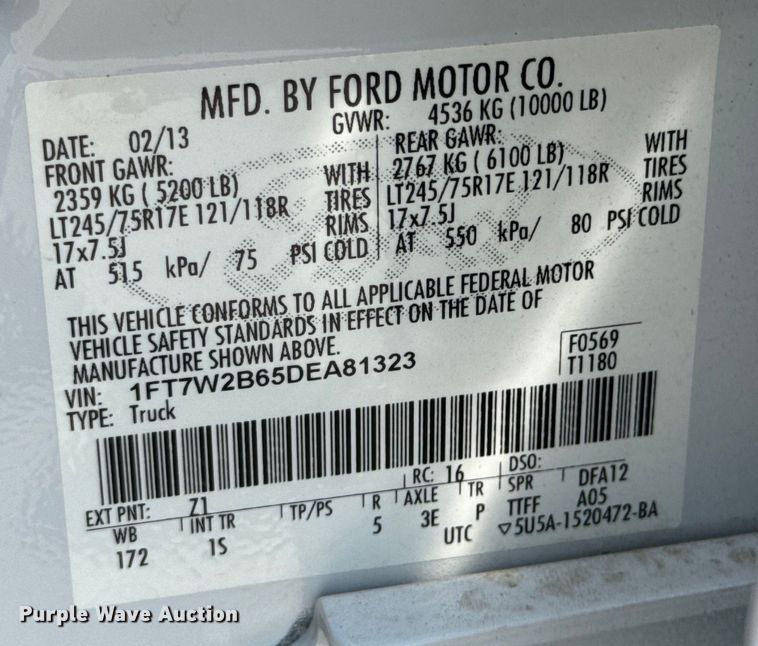 MFD. BY FORD MOTOR CO.
DATE: 02/13 GVWR: 4536 KG (10000 LB)
FRONT GAWR: REAR GAWR:
2359 KG ( 5200 LB) WITH 2767 KG ( 6100 LB) WITH
LT245/75R17E 121/118R TIRES LT245/75R17E 121/118R TIRES
17x7.5J RIMS 17x7.5J RIMS
AT 515 kPa/ 75 PSI COLD AT 550 kPa/ 80 PSI COLD
THIS VEHICLE CONFORMS TO ALL APPLICABLE FEDERAL MOTOR
VEHICLE SAFETY STANDARDS IN EFFECT ON THE DATE OF
MANUFACTURE SHOWN ABOVE.
VIN: 1FT7W2B65DEA81323 F0569
TYPE: Truck T1180
EXT PNT: Z1 RC: 16 DSO:
WB INT TR TP/PS R AXLE TR SPR DFA12
172 1S 5 3E P TTFF A05
UTC ▽5U5A-1520472-BA
Purple Wave Auction